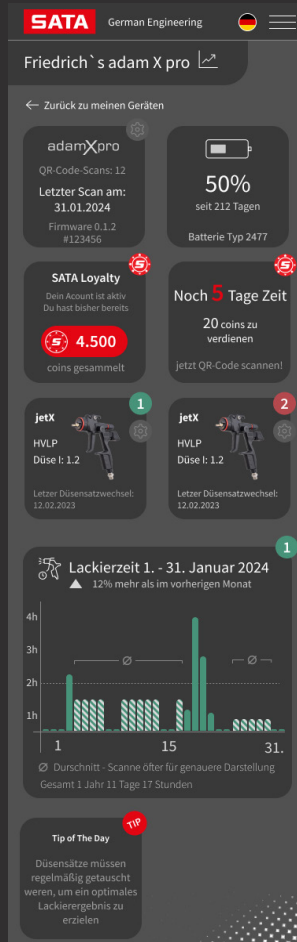 SATA German Engineering
Friedrich`s adam X pro
← Zurück zu meinen Geräten
adamXpro
QR-Code-Scans: 12
Letzter Scan am:
31.01.2024
Firmware 0.1.2
#123456
50%
seit 212 Tagen
Batterie Typ 2477
SATA Loyalty
Dein Acount ist aktiv
Du hast bisher bereits
S 4.500
coins gesammelt
S
Noch 5 Tage Zeit
20 coins zu
verdienen
jetzt QR-Code scannen!
S
1
jetX
HVLP
Düse I: 1.2
Letzer Düsensatzwechsel:
12.02.2023
2
jetX
HVLP
Düse I: 1.2
Letzer Düsensatzwechsel:
12.02.2023
1
Lackierzeit 1. - 31. Januar 2024
12% mehr als im vorherigen Monat
4h
3h
2h
1h
Ø
Ø
1 15 31.
Ø Durschnitt - Scanne öfter für genauere Darstellung
Gesamt 1 Jahr 11 Tage 17 Stunden
TIP
Tip of The Day
Düsensätze müssen
regelmäßig getauscht
weren, um ein optimales
Lackierergebnis zu
erzielen